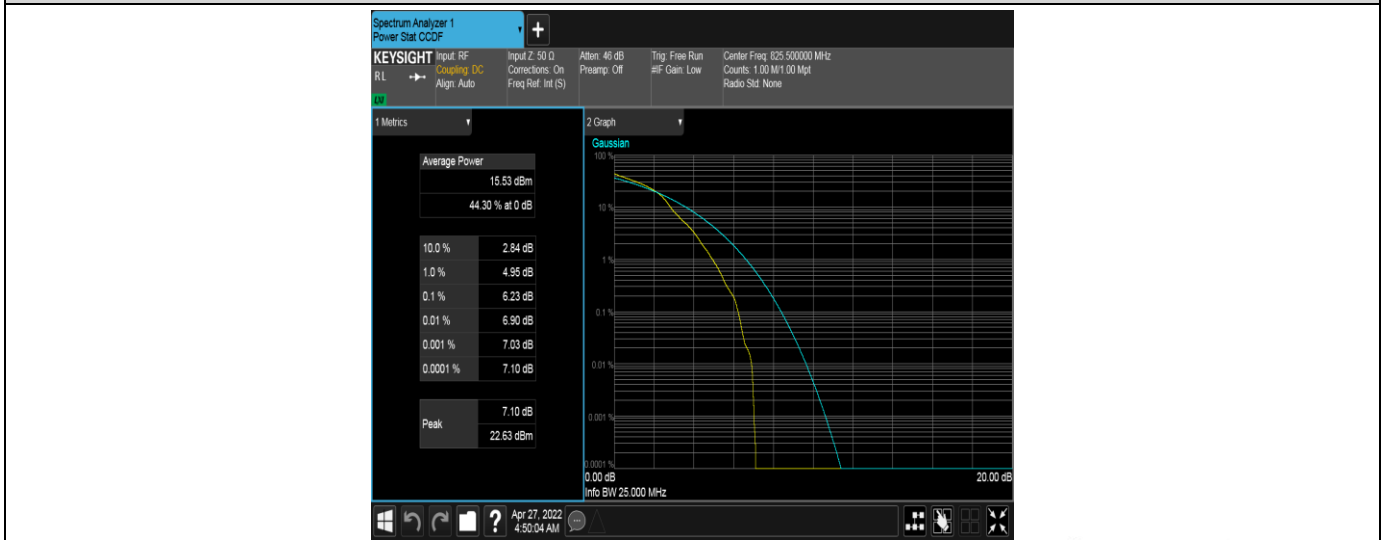 Spectrum Analyzer 1
Power Stat CCDF
+
KEYSIGHT
R L
LM
Input: RF
Coupling: DC
Align: Auto
Input Z: 50 Ω
Corrections: On
Freq Ref: Int (S)
Atten: 46 dB
Preamp: Off
Trig: Free Run
#IF Gain: Low
Center Freq: 825.500000 MHz
Counts: 1.00 M/1.00 Mpt
Radio Std: None
1 Metrics
Average Power
15.53 dBm
44.30 % at 0 dB
10.0 % 2.84 dB
1.0 % 4.95 dB
0.1 % 6.23 dB
0.01 % 6.90 dB
0.001 % 7.03 dB
0.0001 % 7.10 dB
Peak
7.10 dB
22.63 dBm
2 Graph
Gaussian
100 %
10 %
1 %
0.1 %
0.01 %
0.001 %
0.0001 %
0.00 dB 20.00 dB
Info BW 25.000 MHz
?
Apr 27, 2022
4:50:04 AM